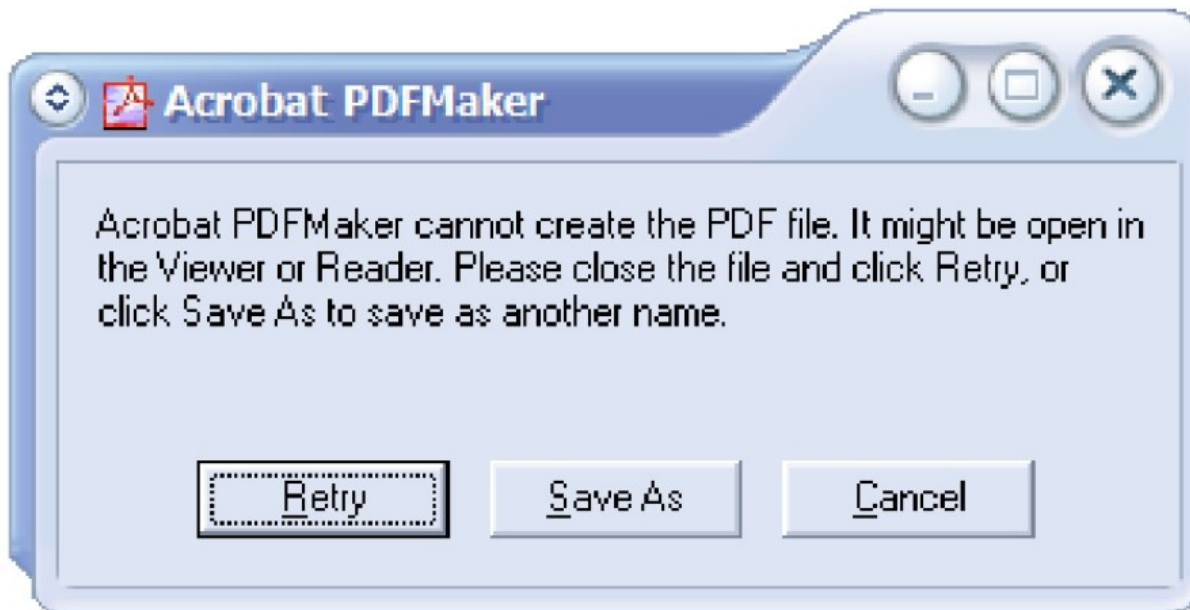 Acrobat PDFMaker
Acrobat PDFMaker cannot create the PDF file. It might be open in
the Viewer or Reader. Please close the file and click Retry, or
click Save As to save as another name.
Retry
Save As
Cancel